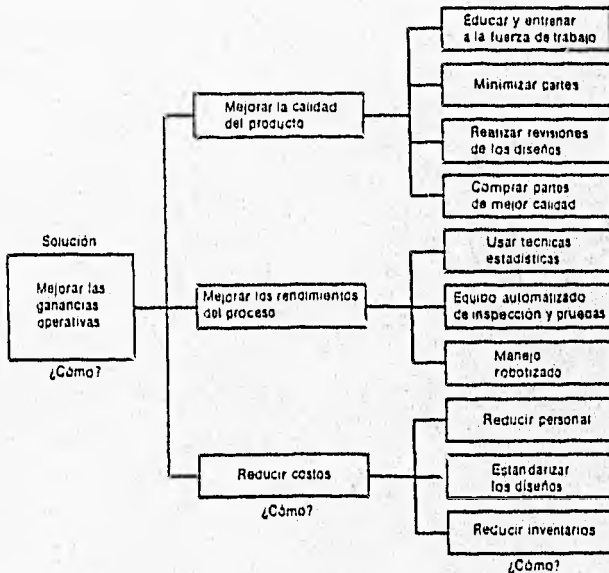 Solución
Mejorar las
ganancias
operativas
¿Cómo?
Mejorar la calidad
del producto
Mejorar los rendimientos
del proceso
Reducir costos
¿Cómo?
Educar y entrenar
a la fuerza de trabajo
Minimizar partes
Realizar revisiones
de los diseños
Comprar partes
de mejor calidad
Usar técnicas
estadísticas
Equipo automatizado
de inspección y pruebas
Manejo
robotizado
Reducir personal
Estandarizar
los diseños
Reducir inventarios
¿Cómo?